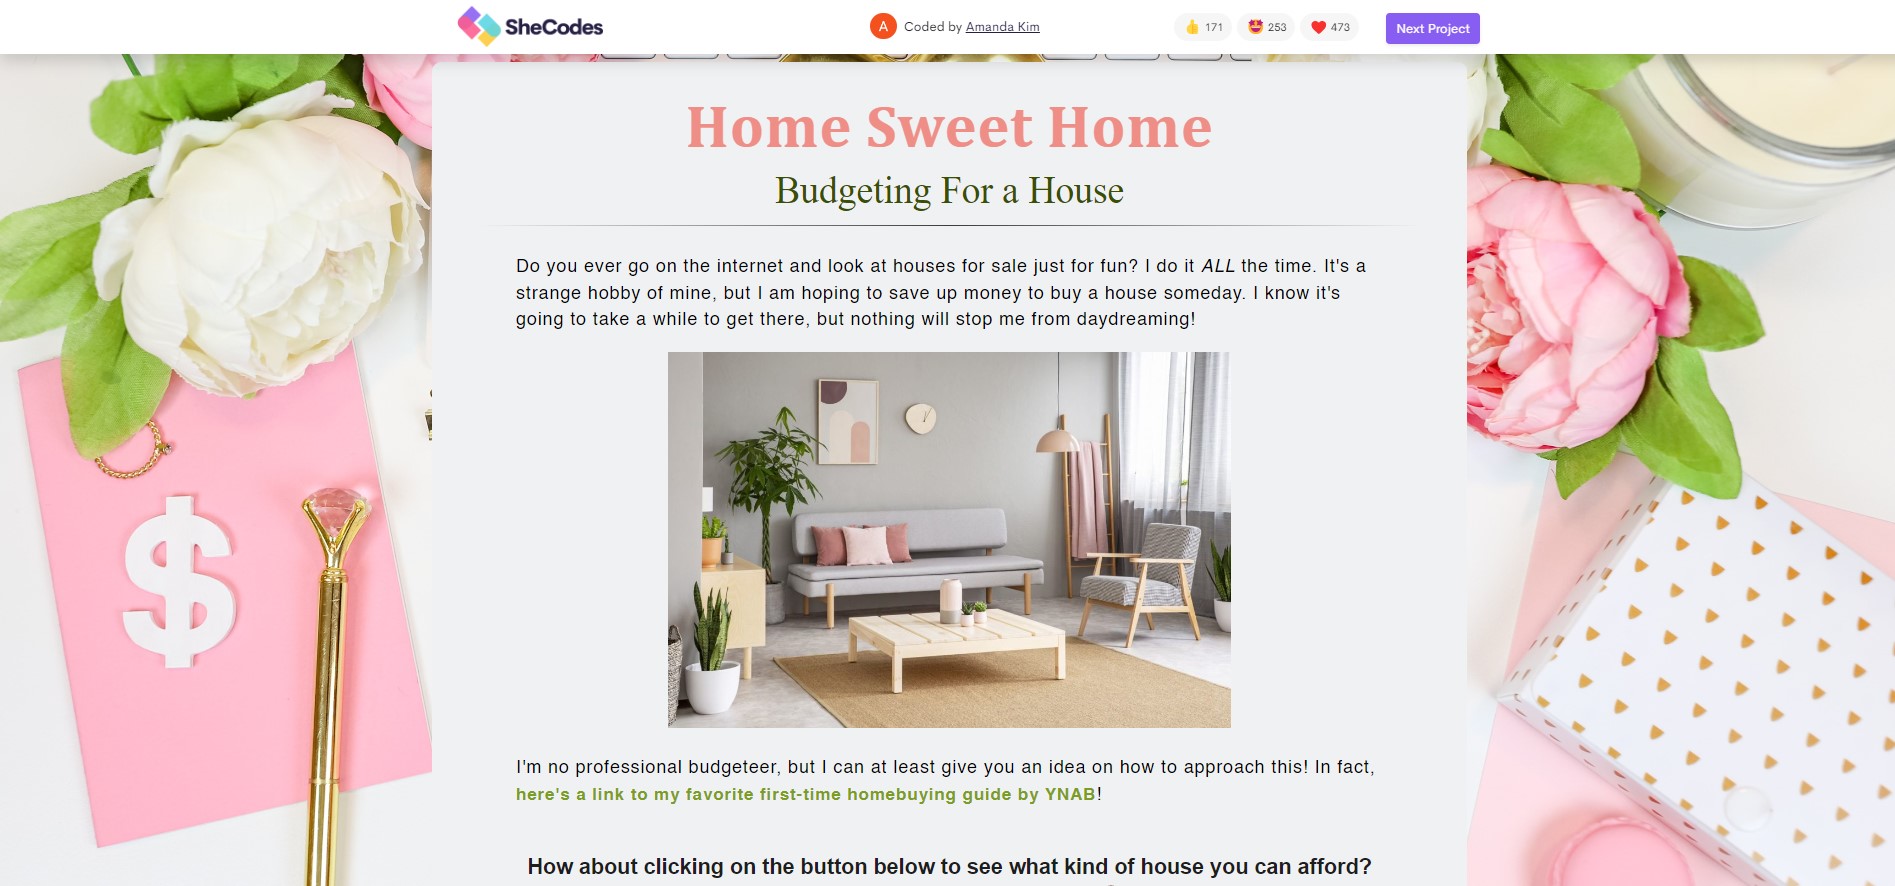 SheCodes
A Coded by Amanda Kim
171 253 473
Next Project
Home Sweet Home
Budgeting For a House
Do you ever go on the internet and look at houses for sale just for fun? I do it ALL the time. It's a
strange hobby of mine, but I am hoping to save up money to buy a house someday. I know it's
going to take a while to get there, but nothing will stop me from daydreaming!
$
I'm no professional budgeteer, but I can at least give you an idea on how to approach this! In fact,
here's a link to my favorite first-time homebuying guide by YNAB!
How about clicking on the button below to see what kind of house you can afford?